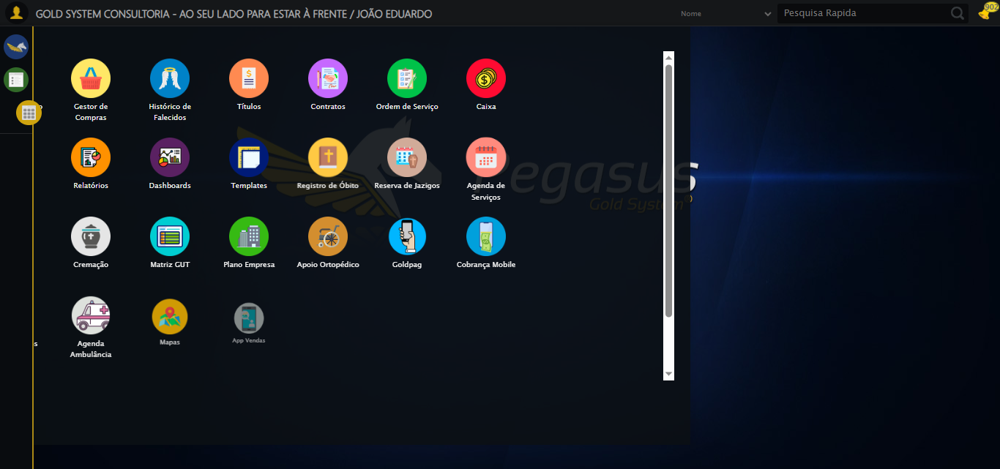 GOLD SYSTEM CONSULTORIA - AO SEU LADO PARA ESTAR À FRENTE / JOÃO EDUARDO
Nome
Pesquisa Rapida
902
Gestor de
Compras
Histórico de
Falecidos
Títulos
Contratos
Ordem de Serviço
Caixa
Relatórios
Dashboards
Templates
Registro de Óbito
Reserva de Jazigos
Agenda de
Serviços
Pegasus
Gold System
Cremação
Matriz GUT
Plano Empresa
Apoio Ortopédico
Goldpag
Cobrança Mobile
Agenda
Ambulância
Mapas
App Vendas